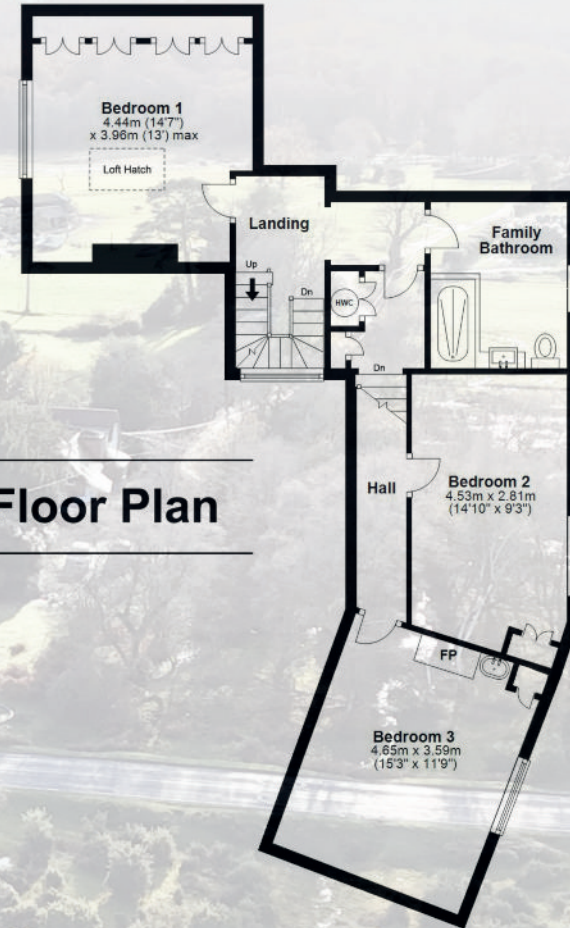 Bedroom 1
4.44m (14'7")
x 3.96m (13') max
Loft Hatch
Landing
Family
Bathroom
Up
Dn
HWC
Dn
Floor Plan
Hall
Bedroom 2
4.53m x 2.81m
(14'10" x 9'3")
FP
Bedroom 3
4.65m x 3.59m
(15'3" x 11'9")